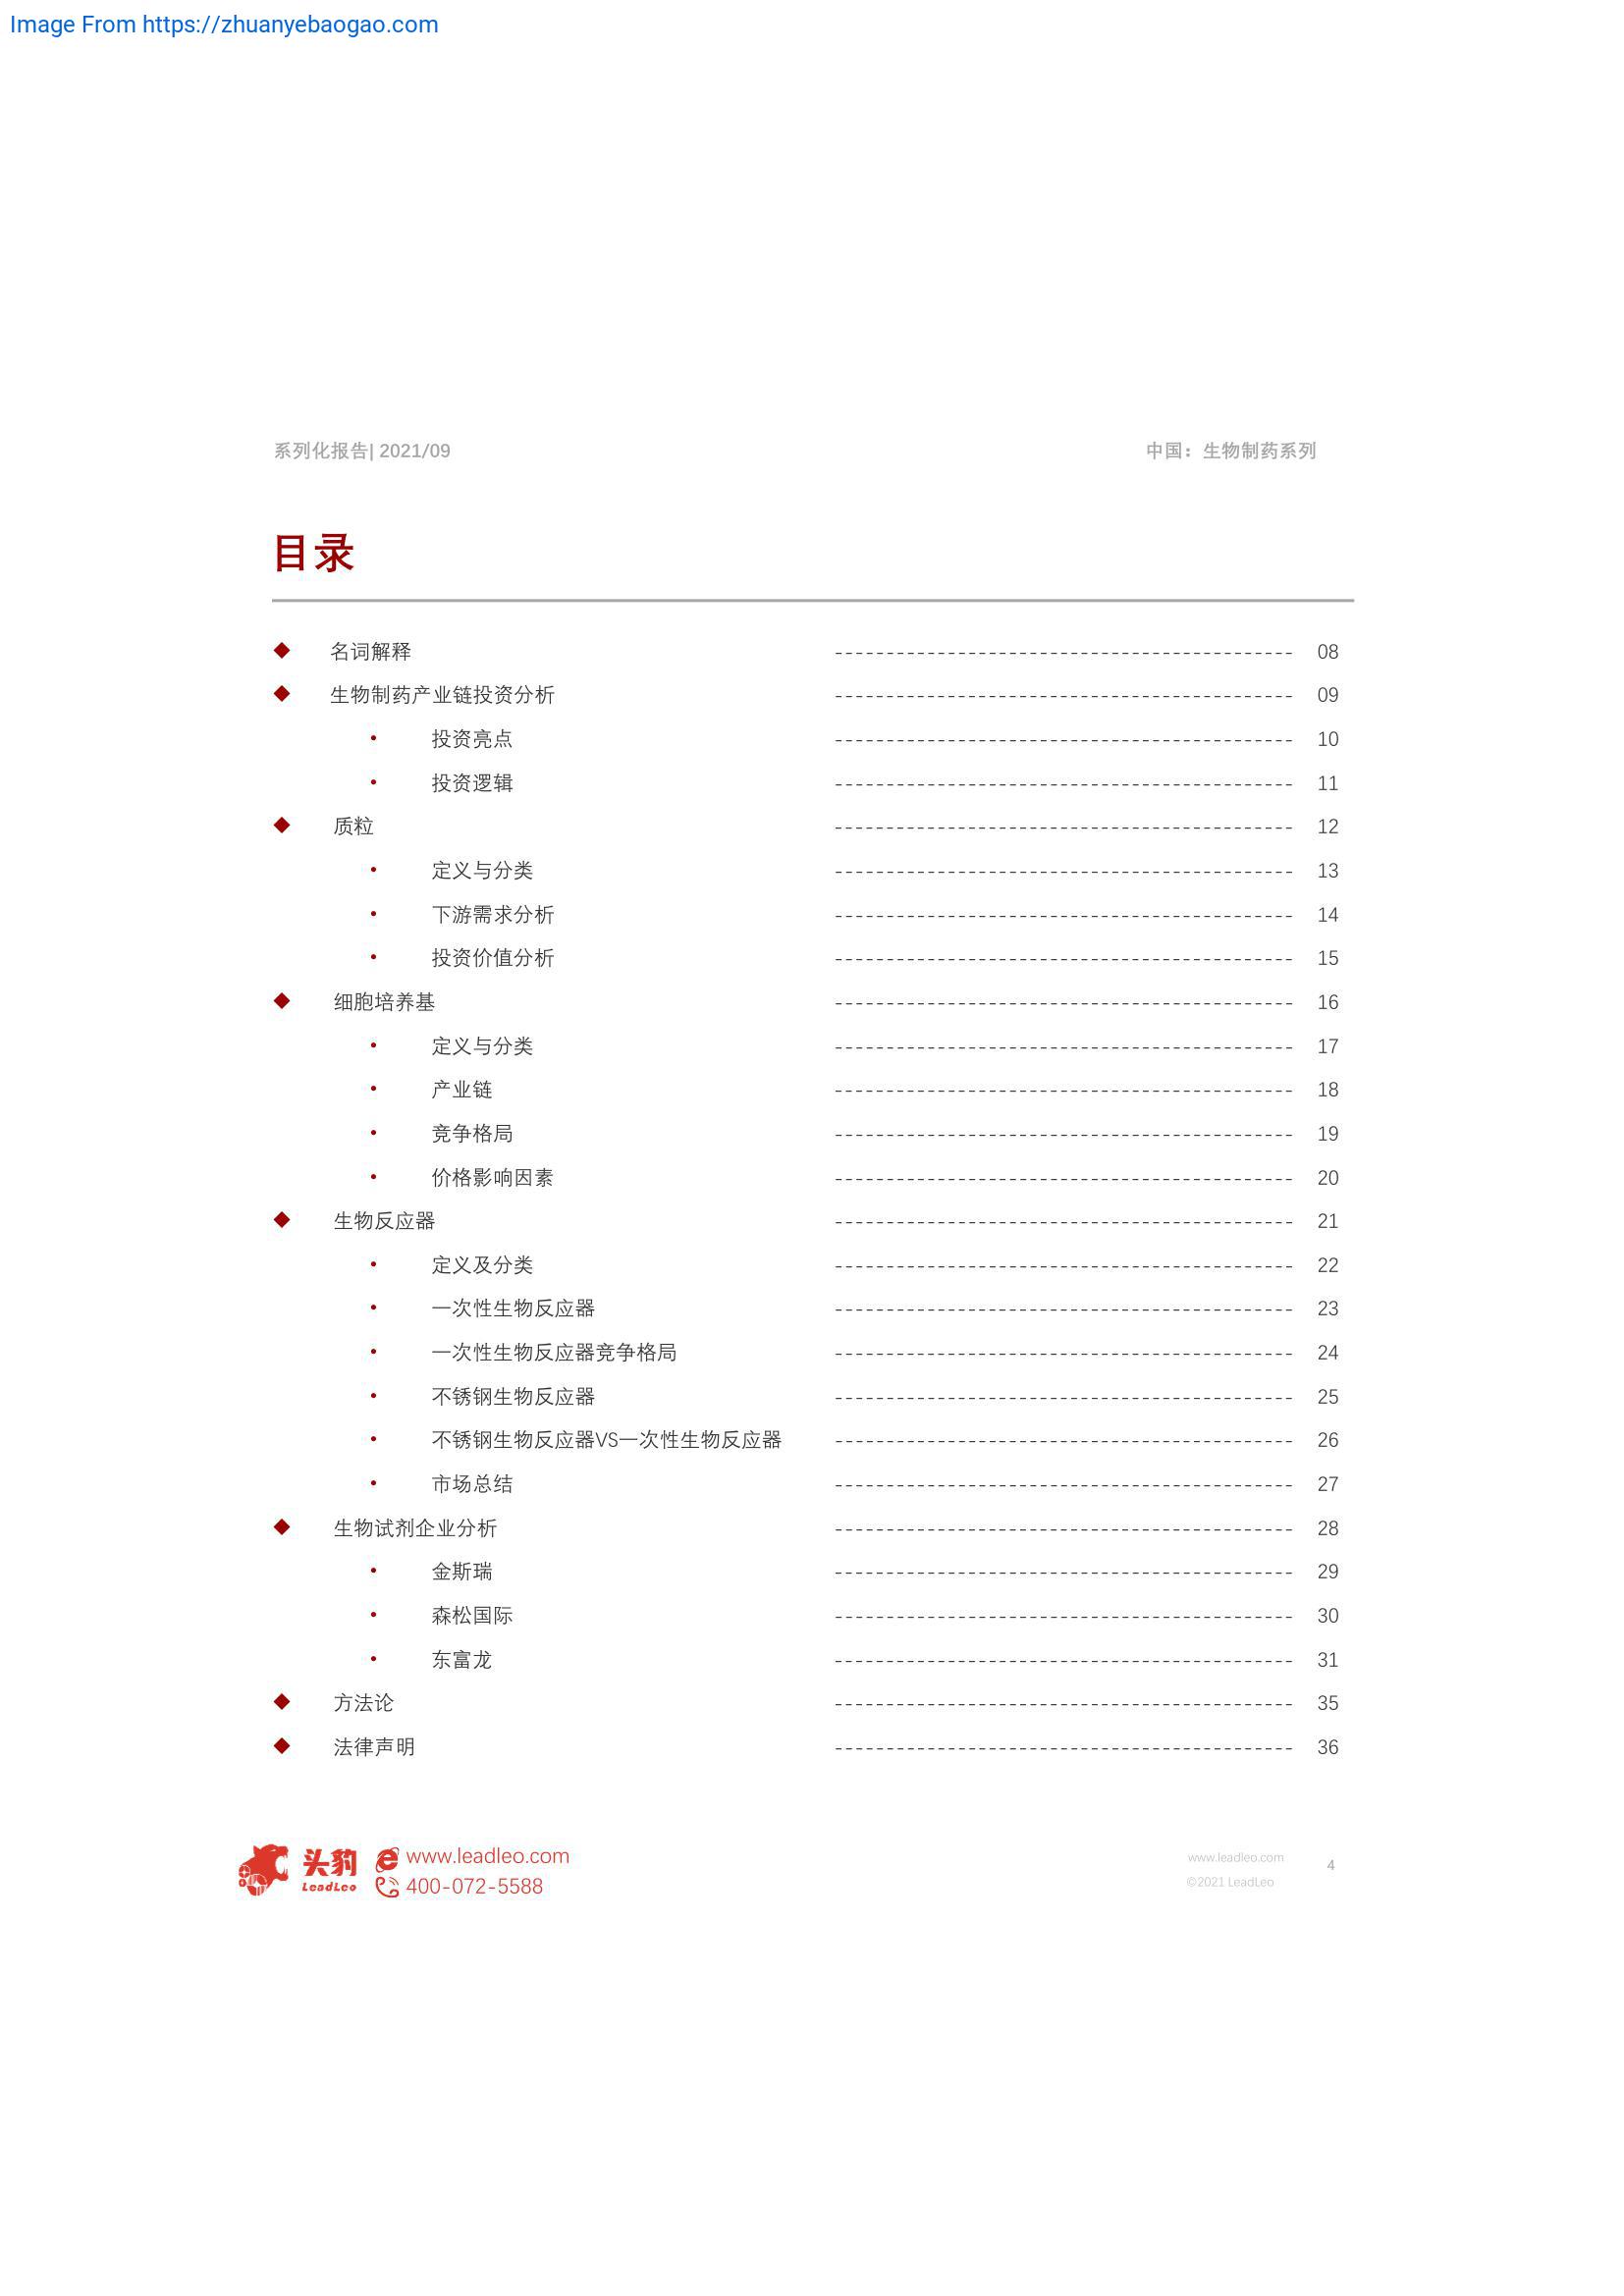 Image From https://zhuanyebaogao.com
系列化报告| 2021/09 中国：生物制药系列
目录
◆ 名词解释 --------------------------------------------- 08
◆ 生物制药产业链投资分析 --------------------------------------------- 09
• 投资亮点 --------------------------------------------- 10
• 投资逻辑 --------------------------------------------- 11
◆ 质粒 --------------------------------------------- 12
• 定义与分类 --------------------------------------------- 13
• 下游需求分析 --------------------------------------------- 14
• 投资价值分析 --------------------------------------------- 15
◆ 细胞培养基 --------------------------------------------- 16
• 定义与分类 --------------------------------------------- 17
• 产业链 --------------------------------------------- 18
• 竞争格局 --------------------------------------------- 19
• 价格影响因素 --------------------------------------------- 20
◆ 生物反应器 --------------------------------------------- 21
• 定义及分类 --------------------------------------------- 22
• 一次性生物反应器 --------------------------------------------- 23
• 一次性生物反应器竞争格局 --------------------------------------------- 24
• 不锈钢生物反应器 --------------------------------------------- 25
• 不锈钢生物反应器VS一次性生物反应器 --------------------------------------------- 26
• 市场总结 --------------------------------------------- 27
◆ 生物试剂企业分析 --------------------------------------------- 28
• 金斯瑞 --------------------------------------------- 29
• 森松国际 --------------------------------------------- 30
• 东富龙 --------------------------------------------- 31
◆ 方法论 --------------------------------------------- 35
◆ 法律声明 --------------------------------------------- 36
头豹
LeadLeo
www.leadleo.com
400-072-5588
www.leadleo.com
©2021 LeadLeo
4